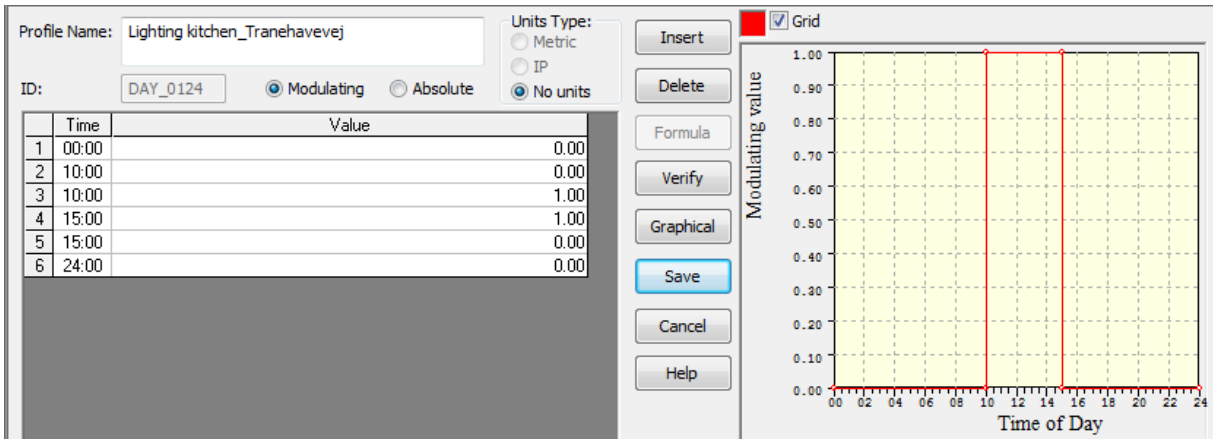 Profile Name: Lighting kitchen_Tranehavevej
Units Type:
Metric
IP
No units
ID: DAY_0124 Modulating Absolute
Time Value
1 00:00 0.00
2 10:00 0.00
3 10:00 1.00
4 15:00 1.00
5 15:00 0.00
6 24:00 0.00
Insert
Delete
Formula
Verify
Graphical
Save
Cancel
Help
Grid
Modulating value
1.00
0.90
0.80
0.70
0.60
0.50
0.40
0.30
0.20
0.10
0.00
00 02 04 06 08 10 12 14 16 18 20 22 24
Time of Day